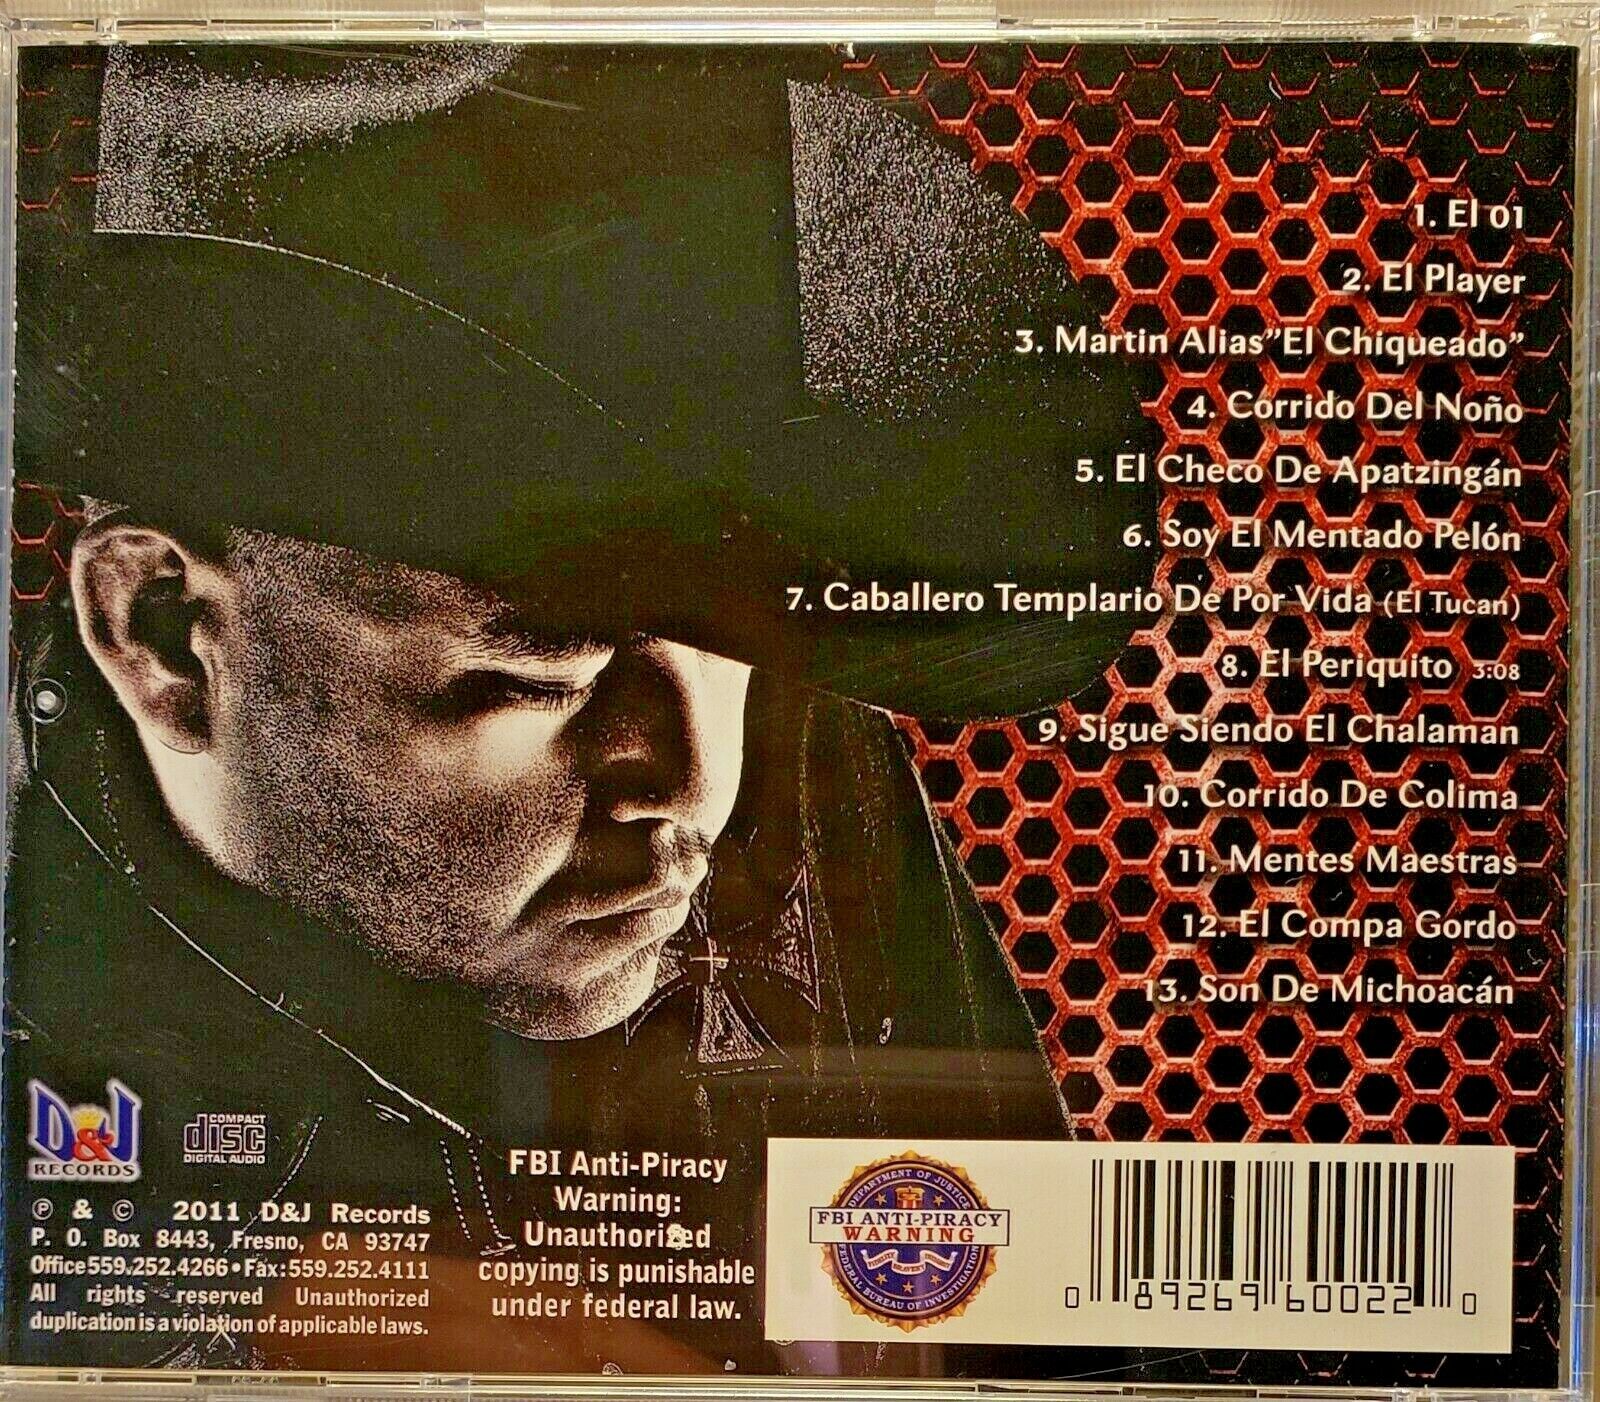 1. El 01
2. El Player
3. Martin Alias"El Chiqueado"
4. Corrido Del Noño
5. El Checo De Apatzingán
6. Soy El Mentado Pelón
7. Caballero Templario De Por Vida (El Tucan)
8. El Periquito 3:08
9. Sigue Siendo El Chalaman
10. Corrido De Colima
11. Mentes Maestras
12. El Compa Gordo
13. Son De Michoacán
D&J
RECORDS
COMPACT
disc
DIGITAL AUDIO
℗ & © 2011 D&J Records
P. O. Box 8443, Fresno, CA 93747
Office559.252.4266•Fax:559.252.4111
All rights reserved Unauthorized
duplication is a violation of applicable laws.
FBI Anti-Piracy
Warning:
Unauthorized
copying is punishable
under federal law.
DEPARTMENT OF JUSTICE
FBI ANTI-PIRACY
WARNING
FIDELITY BRAVERY INTEGRITY
FEDERAL BUREAU OF INVESTIGATION
0 89269 60022 0